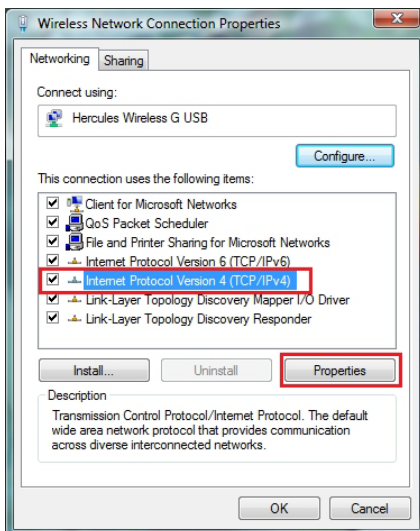 Wireless Network Connection Properties
Networking
Sharing
Connect using:
Hercules Wireless G USB
Configure...
This connection uses the following items:
Client for Microsoft Networks
QoS Packet Scheduler
File and Printer Sharing for Microsoft Networks
Internet Protocol Version 6 (TCP/IPv6)
Internet Protocol Version 4 (TCP/IPv4)
Link-Layer Topology Discovery Mapper I/O Driver
Link-Layer Topology Discovery Responder
Install...
Uninstall
Properties
Description
Transmission Control Protocol/Internet Protocol. The default
wide area network protocol that provides communication
across diverse interconnected networks.
OK
Cancel